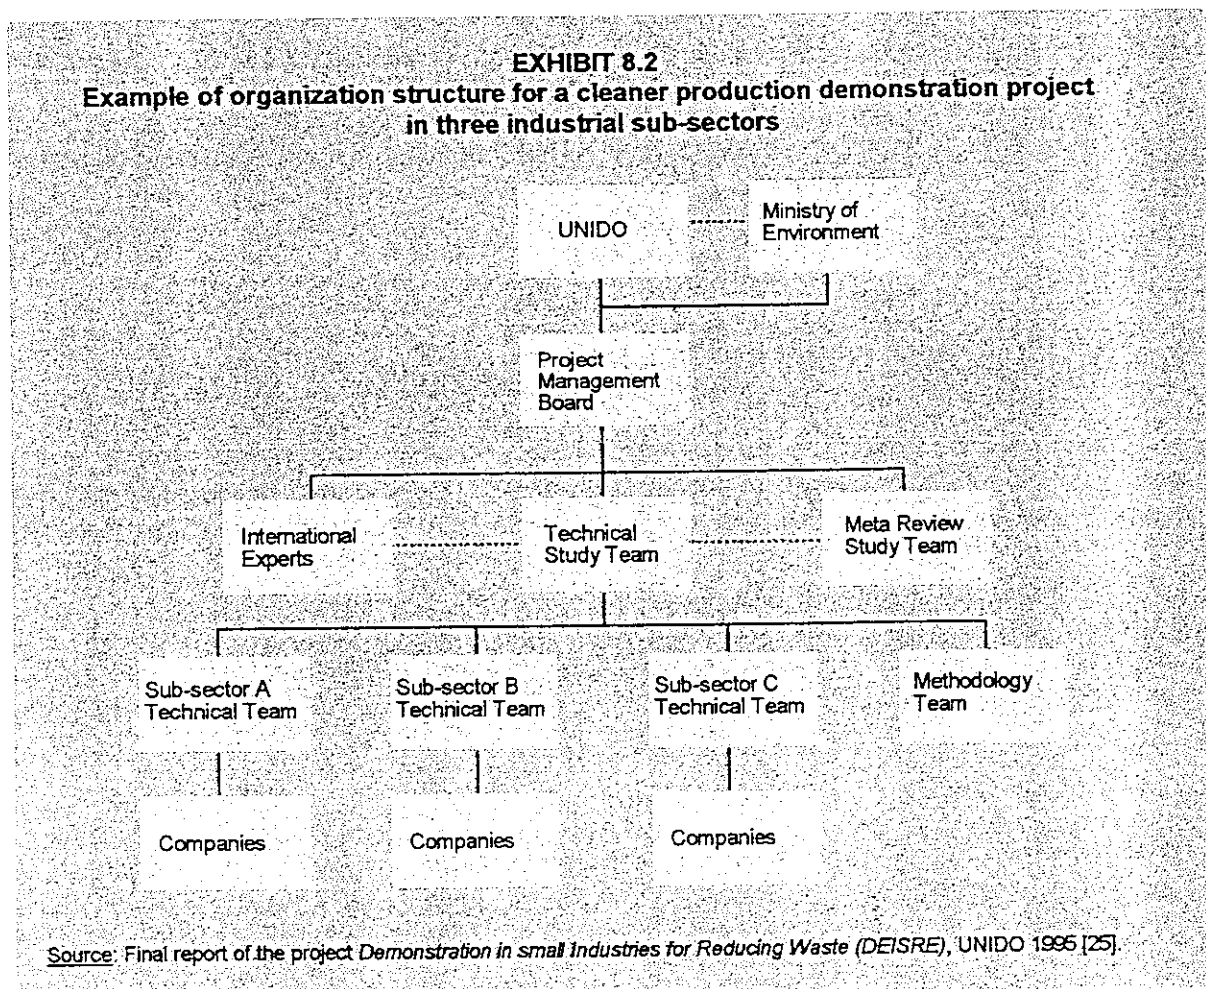 EXHIBIT 8.2
Example of organization structure for a cleaner production demonstration project
in three industrial sub-sectors
UNIDO
Ministry of
Environment
Project
Management
Board
International
Experts
Technical
Study Team
Meta Review
Study Team
Sub-sector A
Technical Team
Sub-sector B
Technical Team
Sub-sector C
Technical Team
Methodology
Team
Companies
Companies
Companies
Source: Final report of the project Demonstration in small Industries for Reducing Waste (DEISRE), UNIDO 1995 [25].